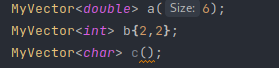 MyVector<double> a( Size: 6);
MyVector<int> b{2,2};
MyVector<char> c();